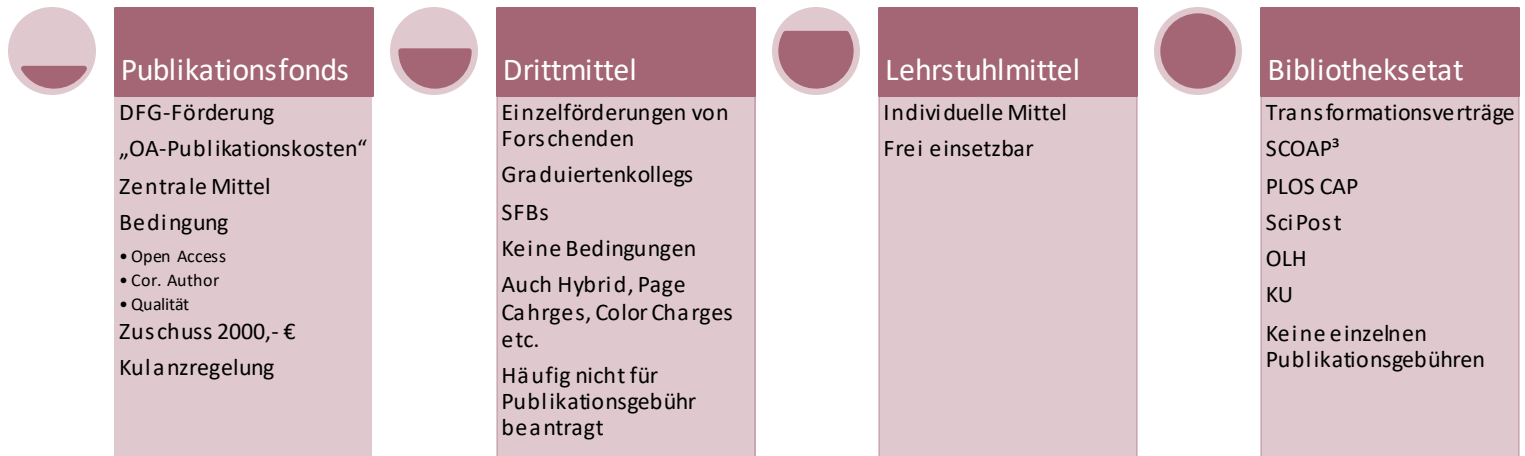 Publikationsfonds
DFG-Förderung
„OA-Publikationskosten“
Zentrale Mittel
Bedingung
• Open Access
• Cor. Author
• Qualität
Zuschuss 2000,- €
Kulanzregelung
Drittmittel
Einzelförderungen von
Forschenden
Graduiertenkollegs
SFBs
Keine Bedingungen
Auch Hybrid, Page
Cahrges, Color Charges
etc.
Häufig nicht für
Publikationsgebühr
beantragt
Lehrstuhlmittel
Individuelle Mittel
Frei einsetzbar
Bibliotheksetat
Transformationsverträge
SCOAP³
PLOS CAP
SciPost
OLH
KU
Keine einzelnen
Publikationsgebühren